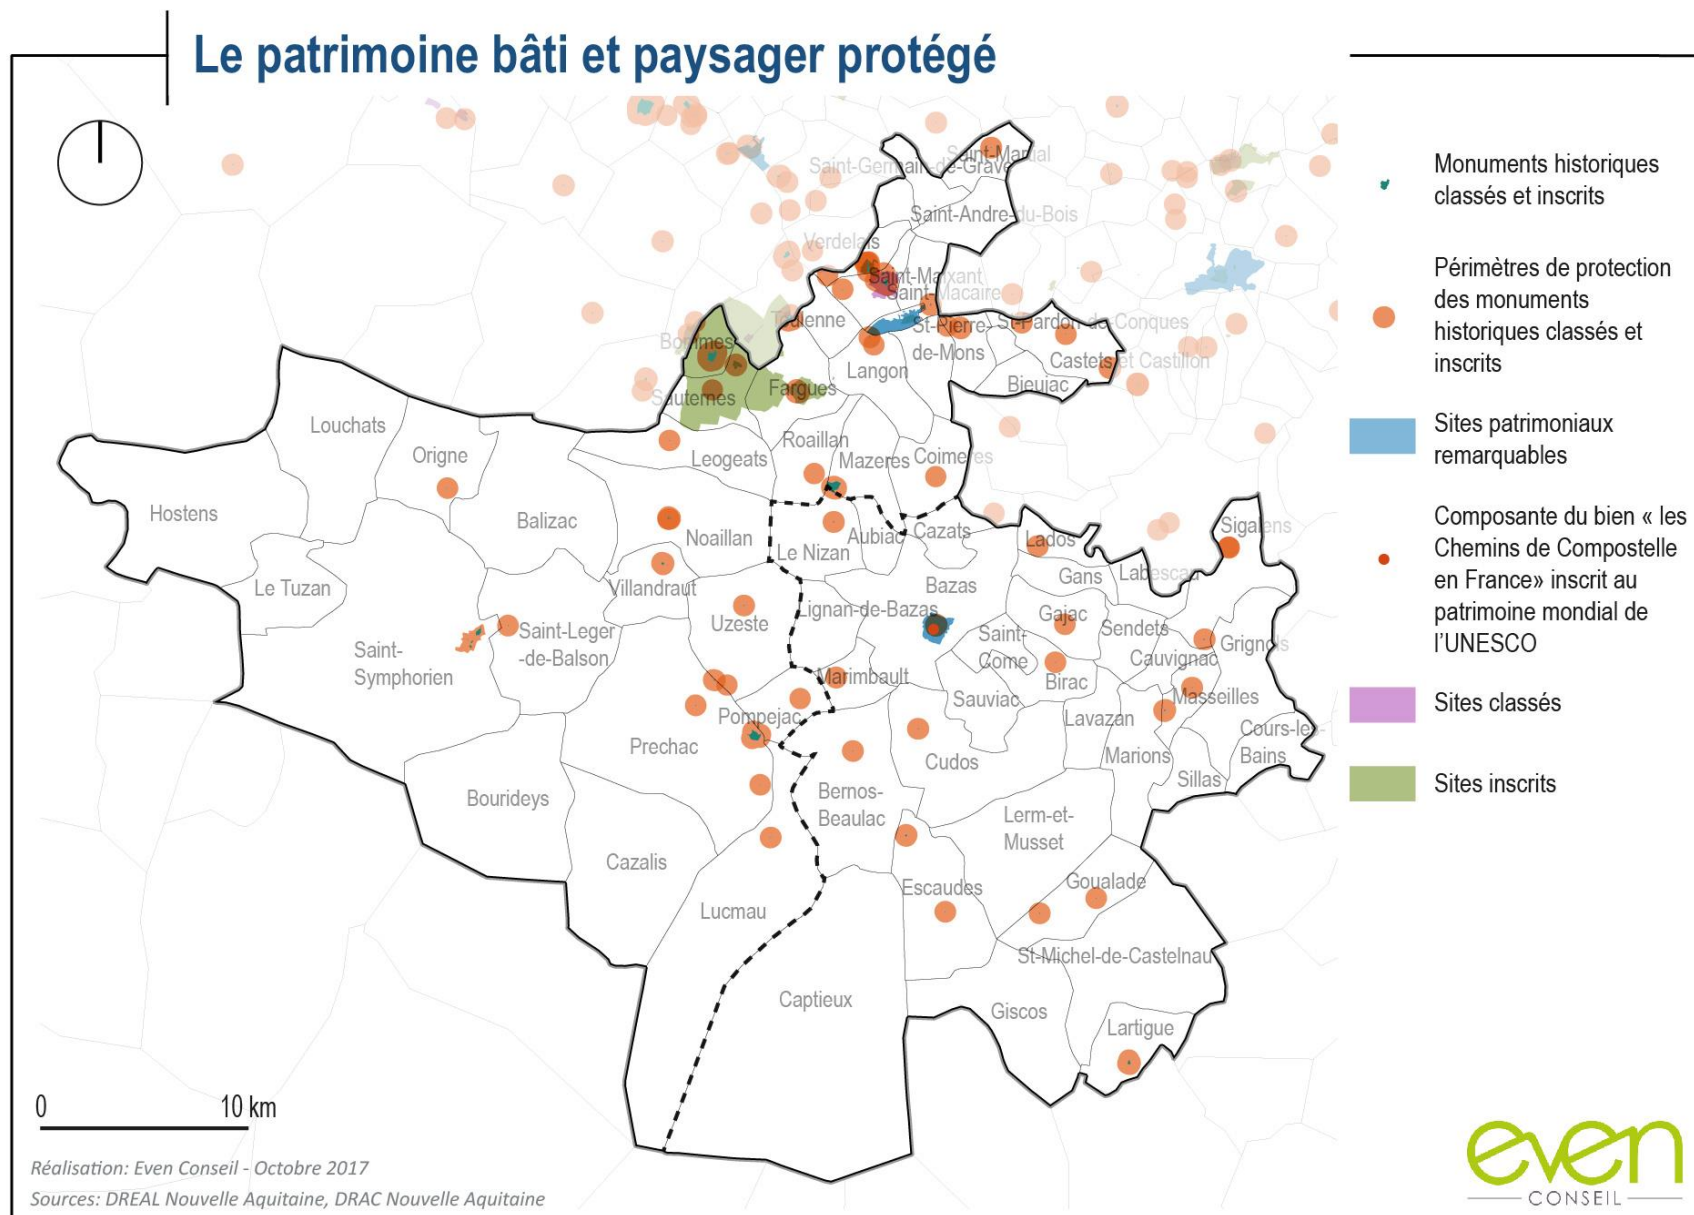 Le patrimoine bâti et paysager protégé
Monuments historiques
classés et inscrits
Périmètres de protection
des monuments
historiques classés et
inscrits
Sites patrimoniaux
remarquables
Composante du bien « les
Chemins de Compostelle
en France» inscrit au
patrimoine mondial de
l'UNESCO
Sites classés
Sites inscrits
Saint-Martial
Saint-Germain-de-Grave
Saint-Andre-du-Bois
Verdelais
Saint-Maixant
Saint-Macaire
Toulenne
St-Pierre-
de-Mons
St-Pardon-de-Conques
Bommes
Langon
Castets et Castillon
Bieujac
Sauternes
Fargues
Louchats
Origne
Leogeats
Roaillan
Mazeres
Coimeres
Hostens
Balizac
Noaillan
Le Nizan
Aubiac
Cazats
Lados
Sigalens
Gans
Labescau
Le Tuzan
Villandraut
Bazas
Uzeste
Lignan-de-Bazas
Gajac
Sendets
Grignols
Saint-Leger
-de-Balson
Saint-
Symphorien
Saint-
Come
Cauvignac
Birac
Marimbault
Sauviac
Masseilles
Pompejac
Prechac
Lavazan
Cours-les-
Bains
Marions
Sillas
Cudos
Bourideys
Bernos-
Beaulac
Lerm-et-
Musset
Cazalis
Escaudes
Goualade
Lucmau
St-Michel-de-Castelnau
Captieux
Giscos
Lartigue
0 10 km
Réalisation: Even Conseil - Octobre 2017
Sources: DREAL Nouvelle Aquitaine, DRAC Nouvelle Aquitaine
even
CONSEIL